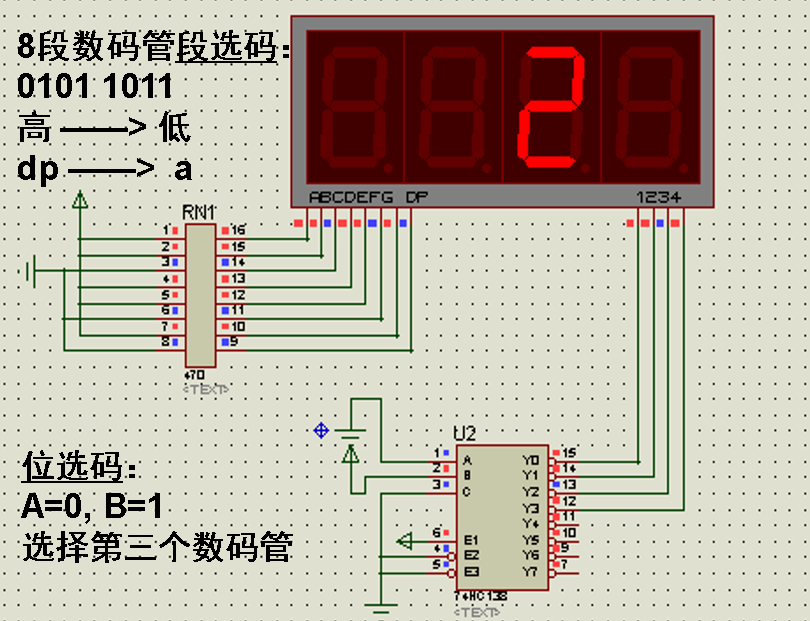 8段数码管段选码：
0101 1011
高 ——> 低
dp ——> a
ABCDEFG DP
1234
RN1
1 16
2 15
3 14
4 13
5 12
6 11
7 10
8 9
470
<TEXT>
位选码：
A=0, B=1
选择第三个数码管
U2
1 A Y0 15
2 B Y1 14
3 C Y2 13
Y3 12
Y4 11
6 E1 Y5 10
4 E2 Y6 9
5 E3 Y7 7
74HC138
<TEXT>